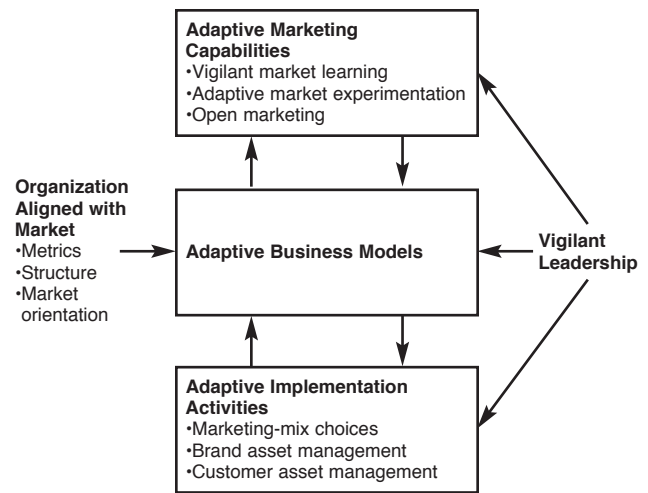 Adaptive Marketing
Capabilities
•Vigilant market learning
•Adaptive market experimentation
•Open marketing
Organization
Aligned with
Market
•Metrics
•Structure
•Market
orientation
Adaptive Business Models
Vigilant
Leadership
Adaptive Implementation
Activities
•Marketing-mix choices
•Brand asset management
•Customer asset management